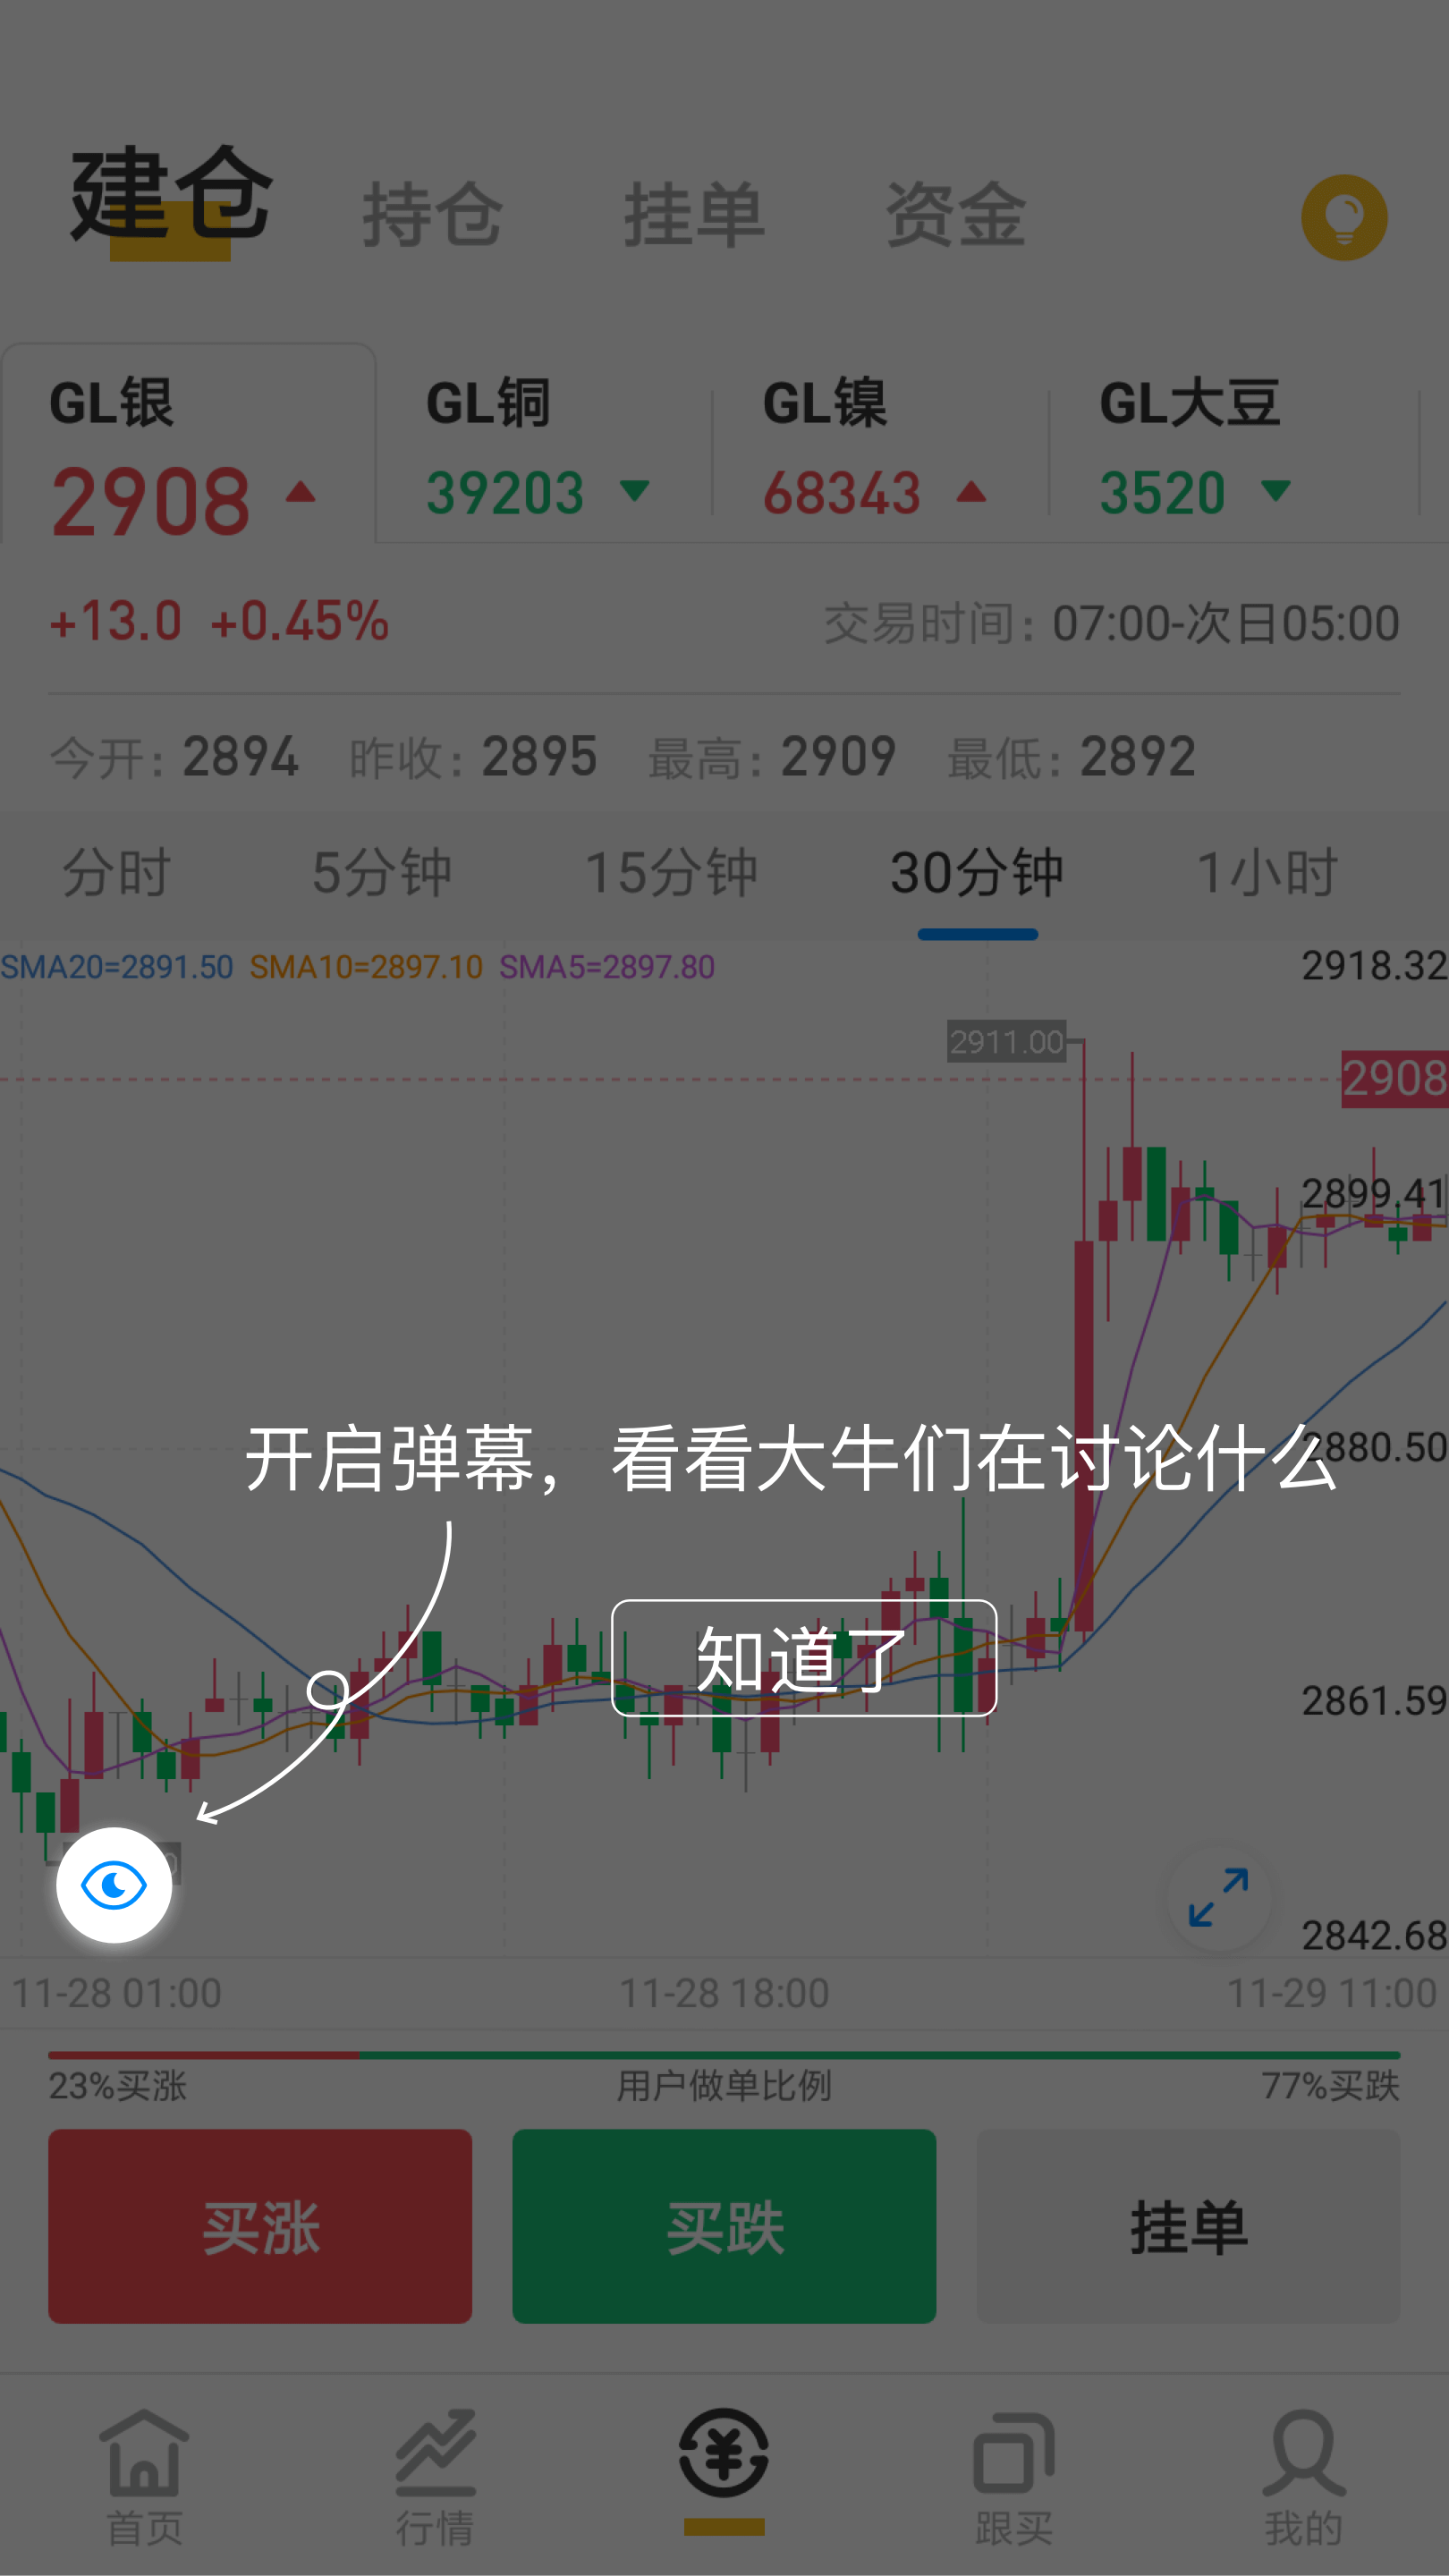 建仓 持仓 挂单 资金
GL银 GL铜 GL镍 GL大豆
2908 39203 68343 3520
+13.0 +0.45% 交易时间：07:00-次日05:00
今开：2894 昨收：2895 最高：2909 最低：2892
分时 5分钟 15分钟 30分钟 1小时
SMA20=2891.50 SMA10=2897.10 SMA5=2897.80 2918.32
2911.00
2908
2899.41
2880.50
开启弹幕，看看大牛们在讨论什么
知道了
2861.59
2842.68
11-28 01:00 11-28 18:00 11-29 11:00
23%买涨 用户做单比例 77%买跌
买涨 买跌 挂单
首页 行情 跟买 我的